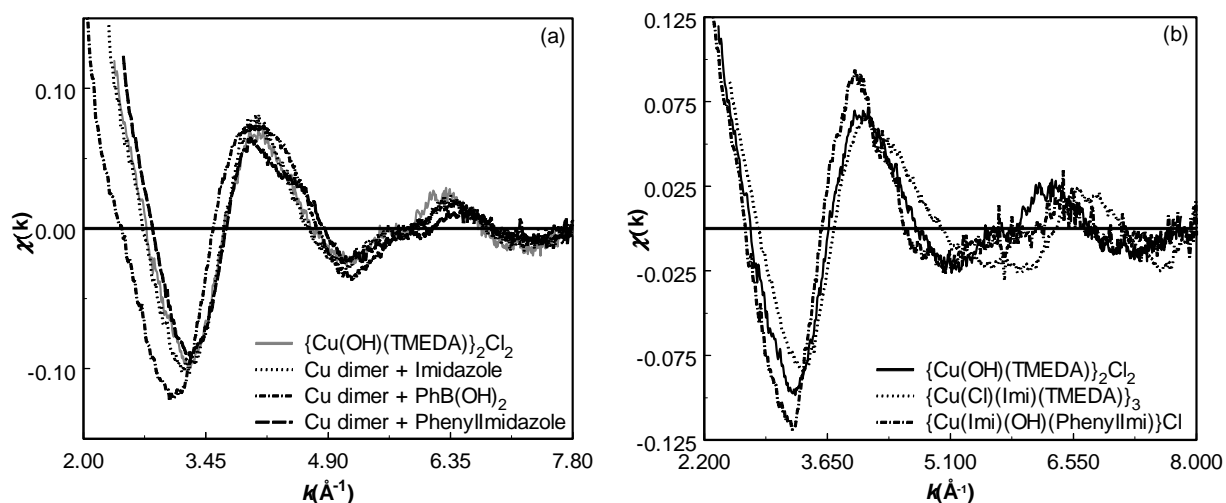 (a)
0.10
0.00
-0.10
χ(k)
{Cu(OH)(TMEDA)}₂Cl₂
Cu dimer + Imidazole
Cu dimer + PhB(OH)₂
Cu dimer + PhenylImidazole
2.00 3.45 4.90 6.35 7.80
k(Å⁻¹)
(b)
0.125
0.075
0.025
-0.025
-0.075
-0.125
χ(k)
{Cu(OH)(TMEDA)}₂Cl₂
{Cu(Cl)(Imi)(TMEDA)}₃
{Cu(Imi)(OH)(PhenylImi)}Cl
2.200 3.650 5.100 6.550 8.000
k(Å⁻¹)